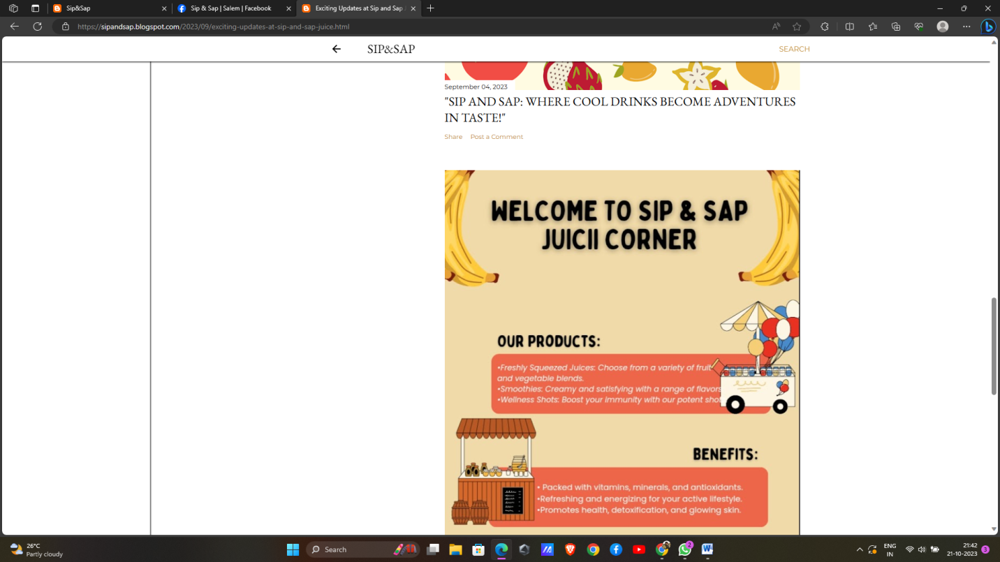 Sip&Sap
Sip & Sap | Salem | Facebook
Exciting Updates at Sip and Sap
https://sipandsap.blogspot.com/2023/09/exciting-updates-at-sip-and-sap-juice.html
SIP&SAP
SEARCH
September 04, 2023
"SIP AND SAP: WHERE COOL DRINKS BECOME ADVENTURES
IN TASTE!"
Share Post a Comment
WELCOME TO SIP & SAP
JUICII CORNER
OUR PRODUCTS:
•Freshly Squeezed Juices: Choose from a variety of fruit
and vegetable blends.
•Smoothies: Creamy and satisfying with a range of flavors
•Wellness Shots: Boost your immunity with our potent shot
BENEFITS:
• Packed with vitamins, minerals, and antioxidants.
•Refreshing and energizing for your active lifestyle.
•Promotes health, detoxification, and glowing skin.
26°C
Partly cloudy
Search
2
ENG
IN
21:42
21-10-2023
3